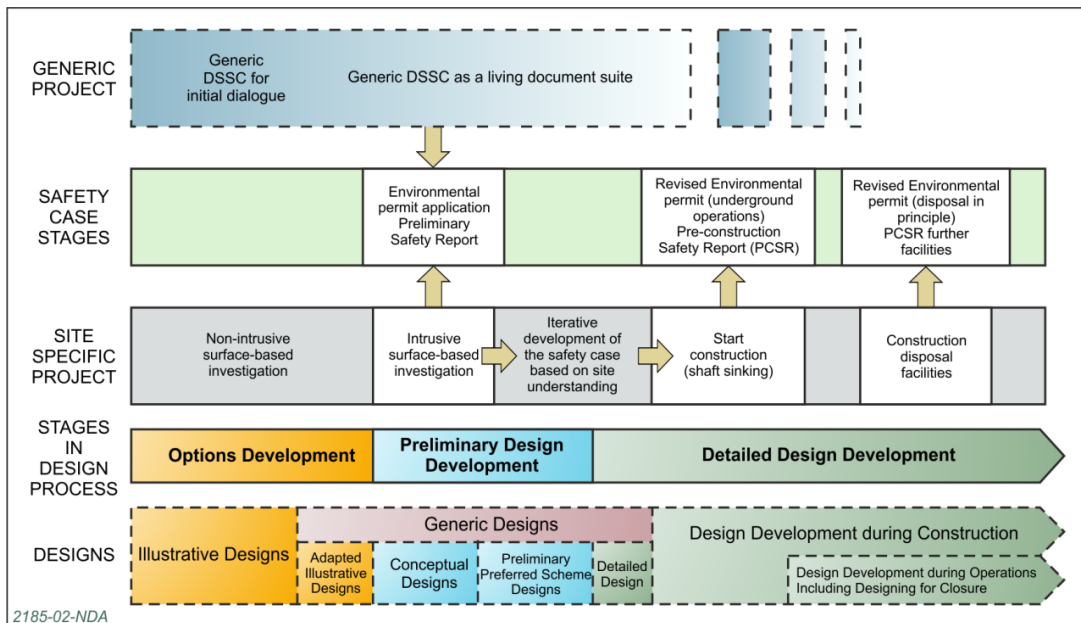 GENERIC
PROJECT
Generic
DSSC for
initial dialogue
Generic DSSC as a living document suite
SAFETY
CASE
STAGES
Environmental
permit application
Preliminary
Safety Report
Revised Environmental
permit (underground
operations)
Pre-construction
Safety Report (PCSR)
Revised Environmental
permit (disposal in
principle)
PCSR further
facilities
SITE
SPECIFIC
PROJECT
Non-intrusive
surface-based
investigation
Intrusive
surface-based
investigation
Iterative
development of
the safety case
based on site
understanding
Start
construction
(shaft sinking)
Construction
disposal
facilities
STAGES
IN
DESIGN
PROCESS
Options Development
Preliminary Design
Development
Detailed Design Development
DESIGNS
Illustrative Designs
Generic Designs
Adapted
Illustrative
Designs
Conceptual
Designs
Preliminary
Preferred Scheme
Designs
Detailed
Design
Design Development during Construction
Design Development during Operations
Including Designing for Closure
2185-02-NDA